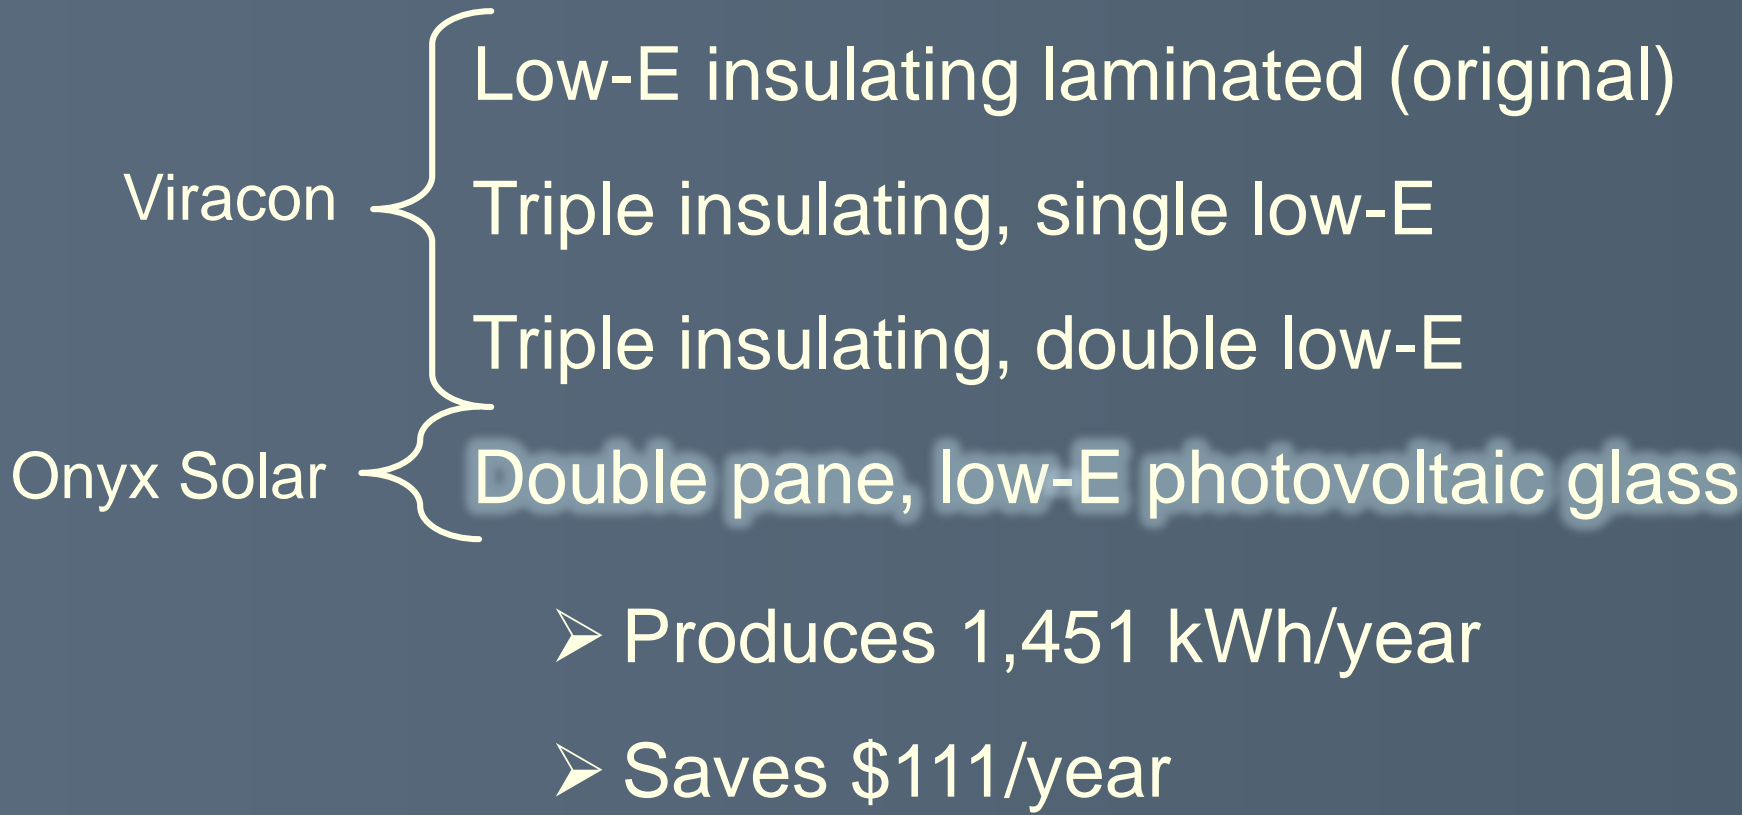 Low-E insulating laminated (original)
Viracon
Triple insulating, single low-E
Triple insulating, double low-E
Onyx Solar
Double pane, low-E photovoltaic glass
➢ Produces 1,451 kWh/year
➢ Saves $111/year